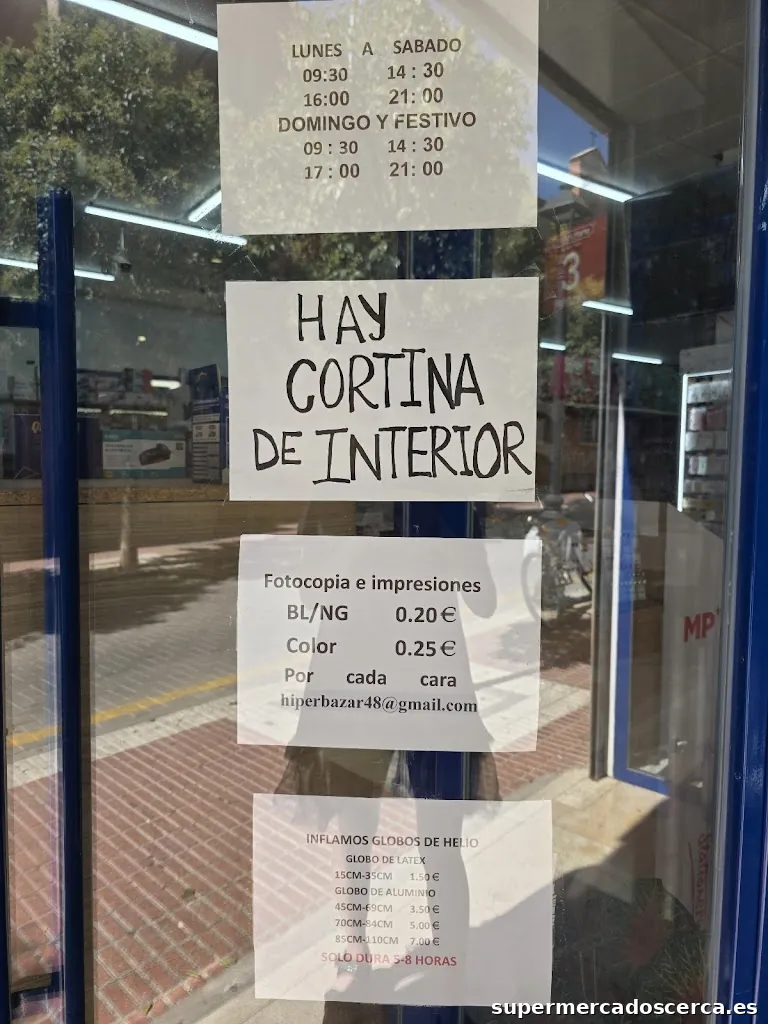 LUNES A SABADO
09:30 14:30
16:00 21:00
DOMINGO Y FESTIVO
09:30 14:30
17:00 21:00
3
HAY
CORTINA
DE INTERIOR
Fotocopia e impresiones
BL/NG 0.20€
Color 0.25€
Por cada cara
hiperbazar48@gmail.com
MP
INFLAMOS GLOBOS DE HELIO
GLOBO DE LATEX
15CM-35CM 1.50€
GLOBO DE ALUMINIO
45CM-69CM 3.50€
70CM-84CM 5.00€
85CM-110CM 7.00€
SOLO DURA 5-8 HORAS
supermercadoscerca.es